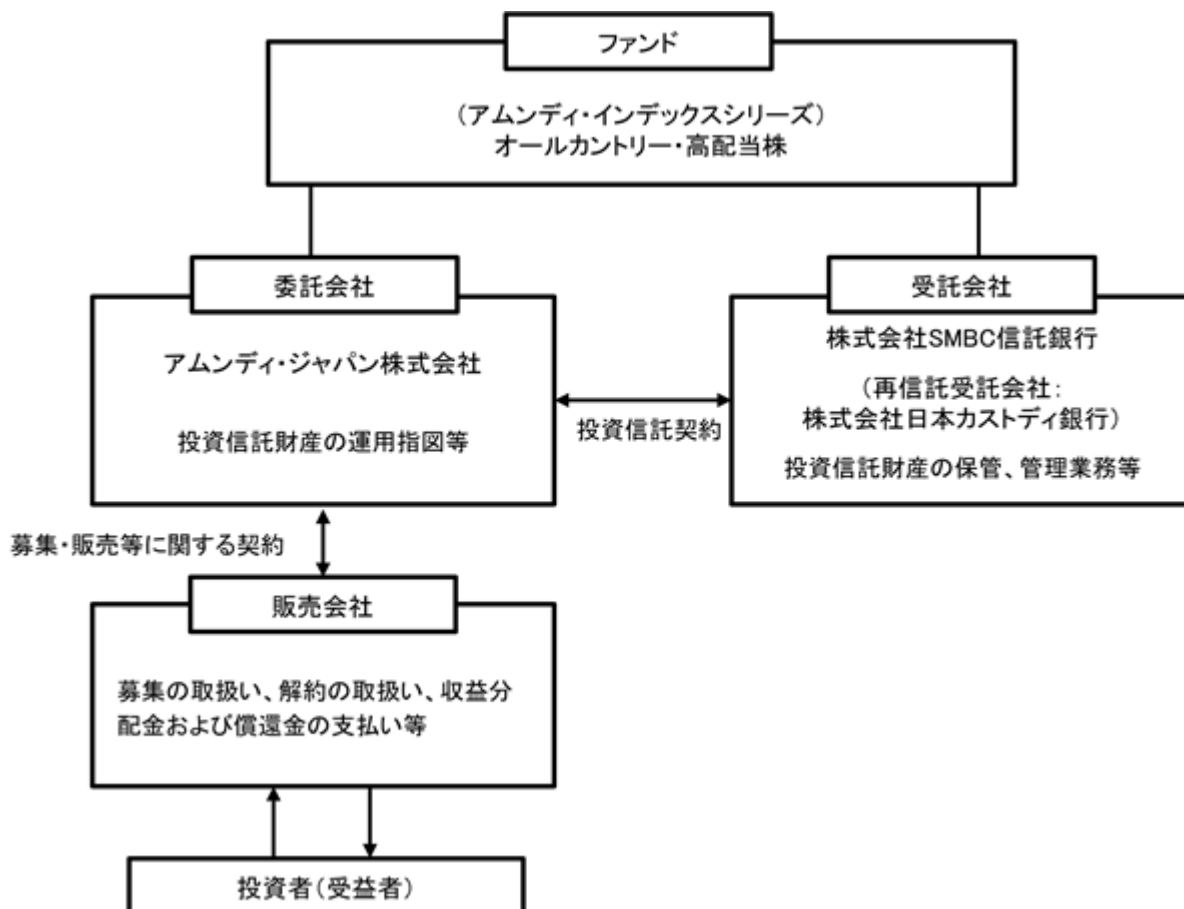 ファンド
(アムンディ・インデックスシリーズ)
オールカントリー・高配当株
委託会社
アムンディ・ジャパン株式会社
投資信託財産の運用指図等
投資信託契約
受託会社
株式会社SMBC信託銀行
(再信託受託会社:
株式会社日本カストディ銀行)
投資信託財産の保管、管理業務等
募集・販売等に関する契約
販売会社
募集の取扱い、解約の取扱い、収益分
配金および償還金の支払い等
投資者(受益者)